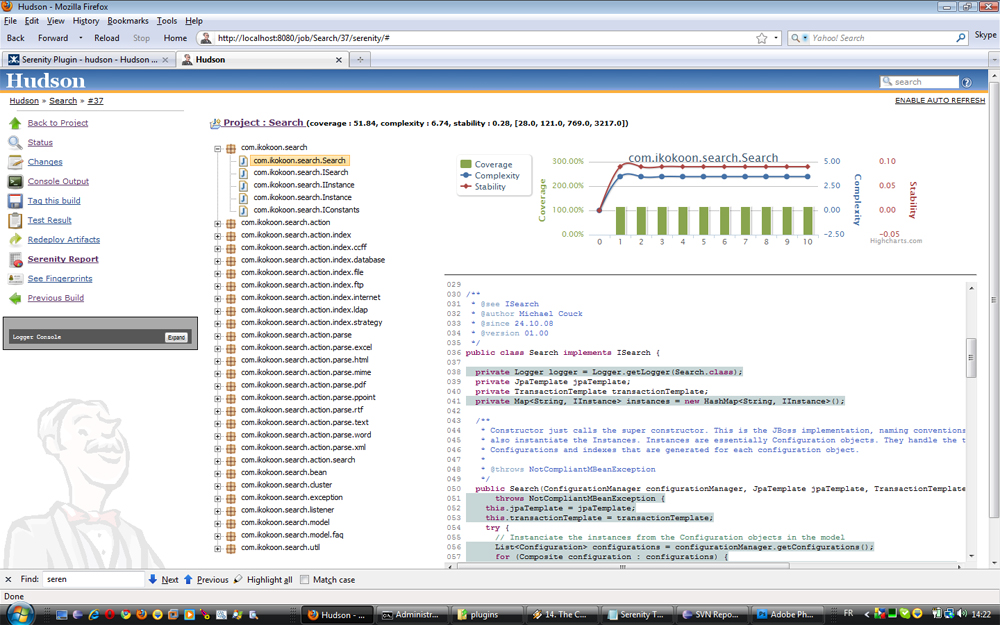 Hudson - Mozilla Firefox
File Edit View History Bookmarks Tools Help
Back Forward Reload Stop Home http://localhost:8080/job/Search/37/serenity/# Yahoo! Search Skype
Serenity Plugin - hudson - Hudson ... Hudson
Hudson search
Hudson » Search » #37 ENABLE AUTO REFRESH
Back to Project
Status
Changes
Console Output
Tag this build
Test Result
Redeploy Artifacts
Serenity Report
See Fingerprints
Previous Build
Logger Console Expand
Project : Search (coverage : 51.84, complexity : 6.74, stability : 0.28, [28.0, 121.0, 769.0, 3217.0])
com.ikokoon.search
com.ikokoon.search.Search
com.ikokoon.search.ISearch
com.ikokoon.search.IInstance
com.ikokoon.search.Instance
com.ikokoon.search.IConstants
com.ikokoon.search.action
com.ikokoon.search.action.index
com.ikokoon.search.action.index.ccff
com.ikokoon.search.action.index.database
com.ikokoon.search.action.index.file
com.ikokoon.search.action.index.ftp
com.ikokoon.search.action.index.internet
com.ikokoon.search.action.index.ldap
com.ikokoon.search.action.index.strategy
com.ikokoon.search.action.parse
com.ikokoon.search.action.parse.excel
com.ikokoon.search.action.parse.html
com.ikokoon.search.action.parse.mime
com.ikokoon.search.action.parse.pdf
com.ikokoon.search.action.parse.ppoint
com.ikokoon.search.action.parse.rtf
com.ikokoon.search.action.parse.text
com.ikokoon.search.action.parse.word
com.ikokoon.search.action.parse.xml
com.ikokoon.search.action.search
com.ikokoon.search.bean
com.ikokoon.search.cluster
com.ikokoon.search.exception
com.ikokoon.search.listener
com.ikokoon.search.model
com.ikokoon.search.model.faq
com.ikokoon.search.util
com.ikokoon.search.Search
Coverage
Complexity
Stability
Coverage
300.00%
200.00%
100.00%
0.00%
0 1 2 3 4 5 6 7 8 9 10
5.00
2.50
0.00
-2.50
Complexity
0.10
0.05
0.00
-0.05
Stability
Highcharts.com
029
030 /**
031 * @see ISearch
032 * @author Michael Couck
033 * @since 24.10.08
034 * @version 01.00
035 */
036 public class Search implements ISearch {
037
038 private Logger logger = Logger.getLogger(Search.class);
039 private JpaTemplate jpaTemplate;
040 private TransactionTemplate transactionTemplate;
041 private Map<String, IInstance> instances = new HashMap<String, IInstance>();
042
043 /**
044 * Constructor just calls the super constructor. This is the JBoss implementation, naming conventions
045 * also instantiate the Instances. Instances are essentially Configuration objects. They handle the t
046 * Configurations and indexes that are generated for each configuration object.
047 *
048 * @throws NotCompliantMBeanException
049 */
050 public Search(ConfigurationManager configurationManager, JpaTemplate jpaTemplate, TransactionTemplate
051 throws NotCompliantMBeanException {
052 this.jpaTemplate = jpaTemplate;
053 this.transactionTemplate = transactionTemplate;
054 try {
055 // Instanciate the instances from the Configuration objects in the model
056 List<Configuration> configurations = configurationManager.getConfigurations();
057 for (Composite configuration : configurations) {
Find: seren Next Previous Highlight all Match case
Done
Hudson - ... Administr... plugins 14. The C... Serenity T... SVN Repo... Adobe Ph... FR 14:22